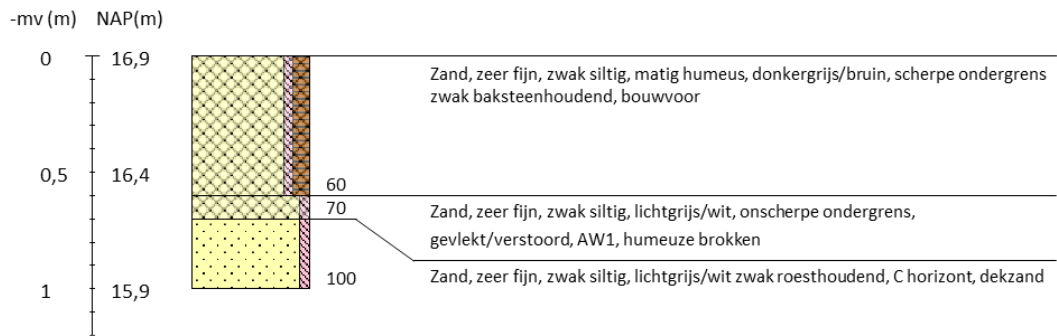 -mv (m) NAP(m)
0 16,9
Zand, zeer fijn, zwak siltig, matig humeus, donkergrijs/bruin, scherpe ondergrens
zwak baksteenhoudend, bouwvoor
0,5 16,4
60
70
Zand, zeer fijn, zwak siltig, lichtgrijs/wit, onscherpe ondergrens,
gevlekt/verstoord, AW1, humeuze brokken
100
Zand, zeer fijn, zwak siltig, lichtgrijs/wit zwak roesthoudend, C horizont, dekzand
1 15,9